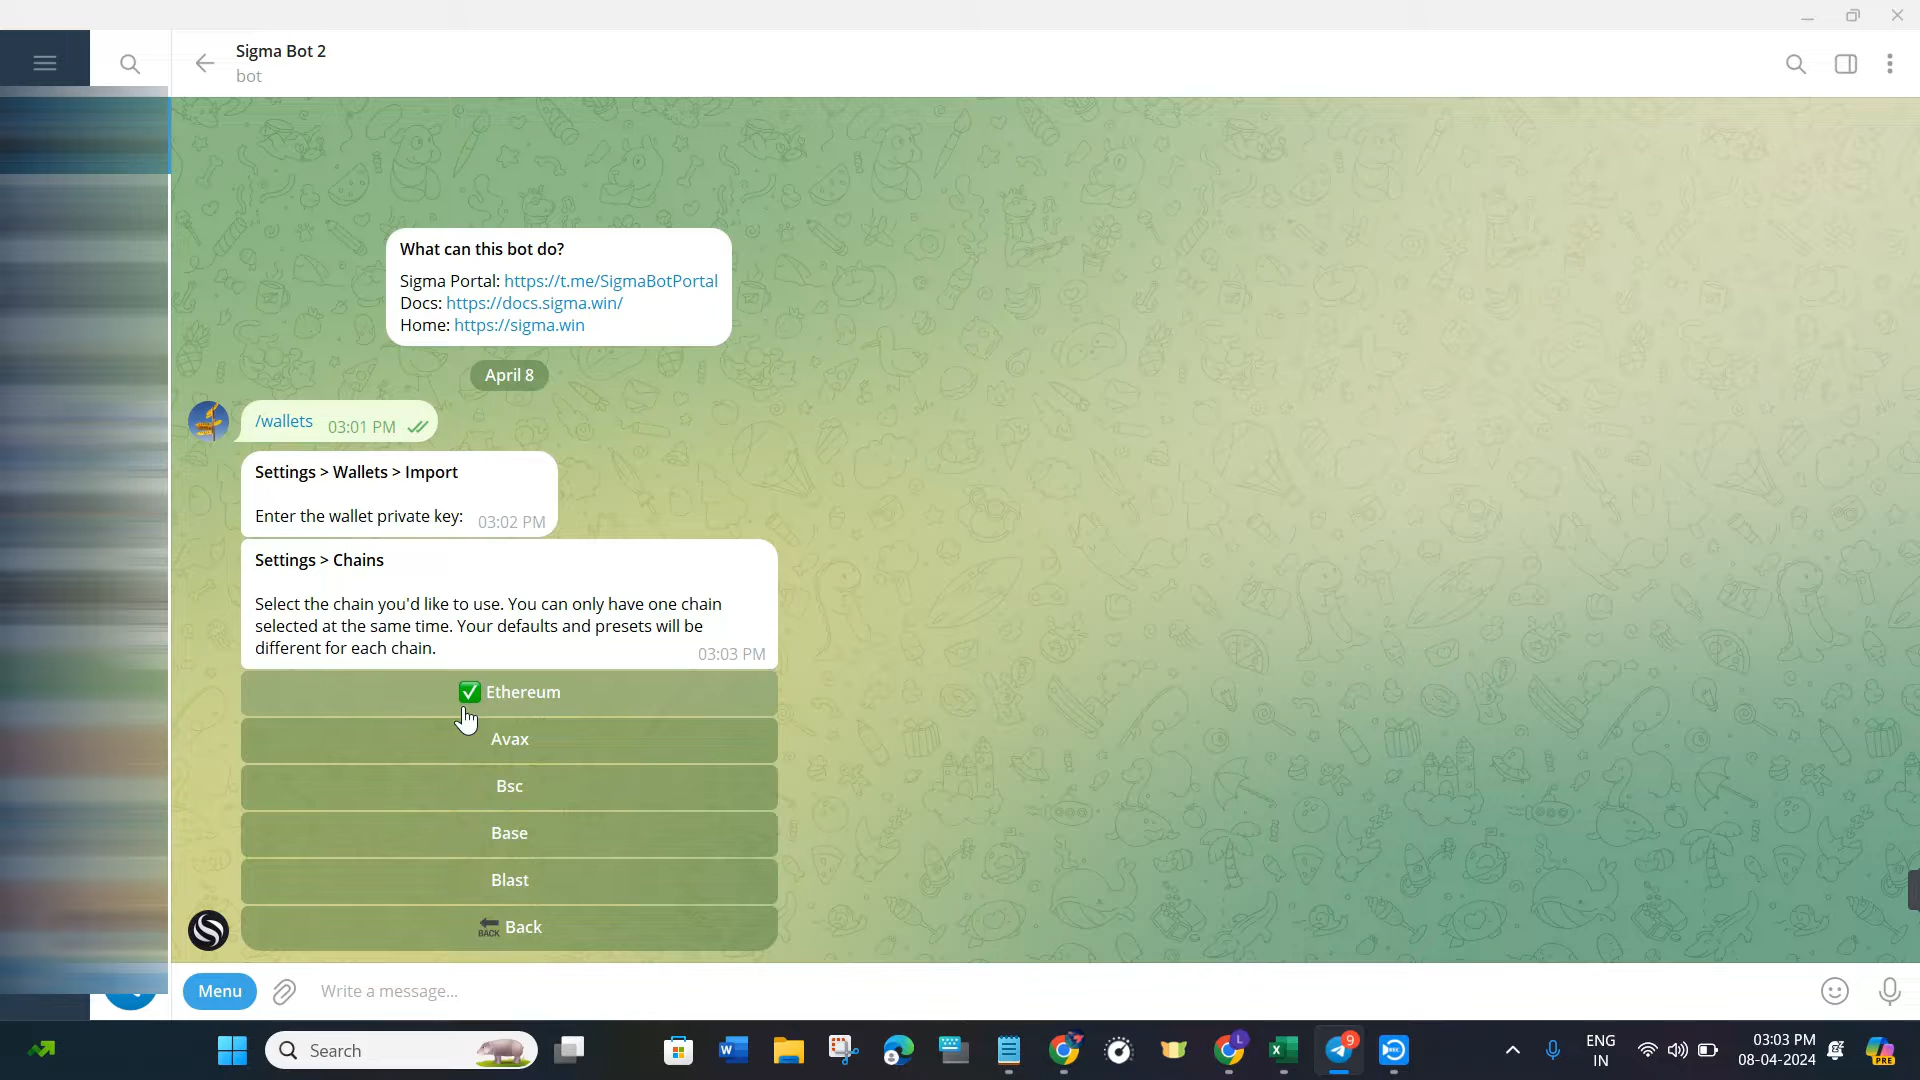 Sigma Bot 2
bot
What can this bot do?
Sigma Portal: https://t.me/SigmaBotPortal
Docs: https://docs.sigma.win/
Home: https://sigma.win
April 8
/wallets 03:01 PM
Settings > Wallets > Import
Enter the wallet private key: 03:02 PM
Settings > Chains
Select the chain you'd like to use. You can only have one chain
selected at the same time. Your defaults and presets will be
different for each chain. 03:03 PM
Ethereum
Avax
Bsc
Base
Blast
BACK Back
Menu Write a message...
Search
W
L
X
9
REC
ENG
IN
03:03 PM
08-04-2024
PRE